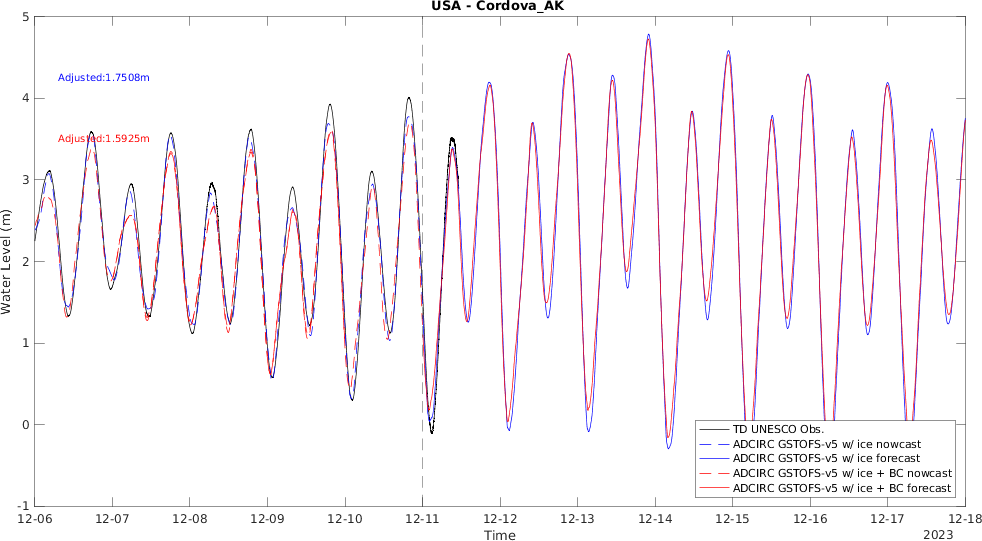 USA - Cordova_AK
5
4
3
2
1
0
-1
Water Level (m)
Adjusted:1.7508m
Adjusted:1.5925m
TD UNESCO Obs.
ADCIRC GSTOFS-v5 w/ ice nowcast
ADCIRC GSTOFS-v5 w/ ice forecast
ADCIRC GSTOFS-v5 w/ ice + BC nowcast
ADCIRC GSTOFS-v5 w/ ice + BC forecast
12-06 12-07 12-08 12-09 12-10 12-11 12-12 12-13 12-14 12-15 12-16 12-17 12-18
Time
2023